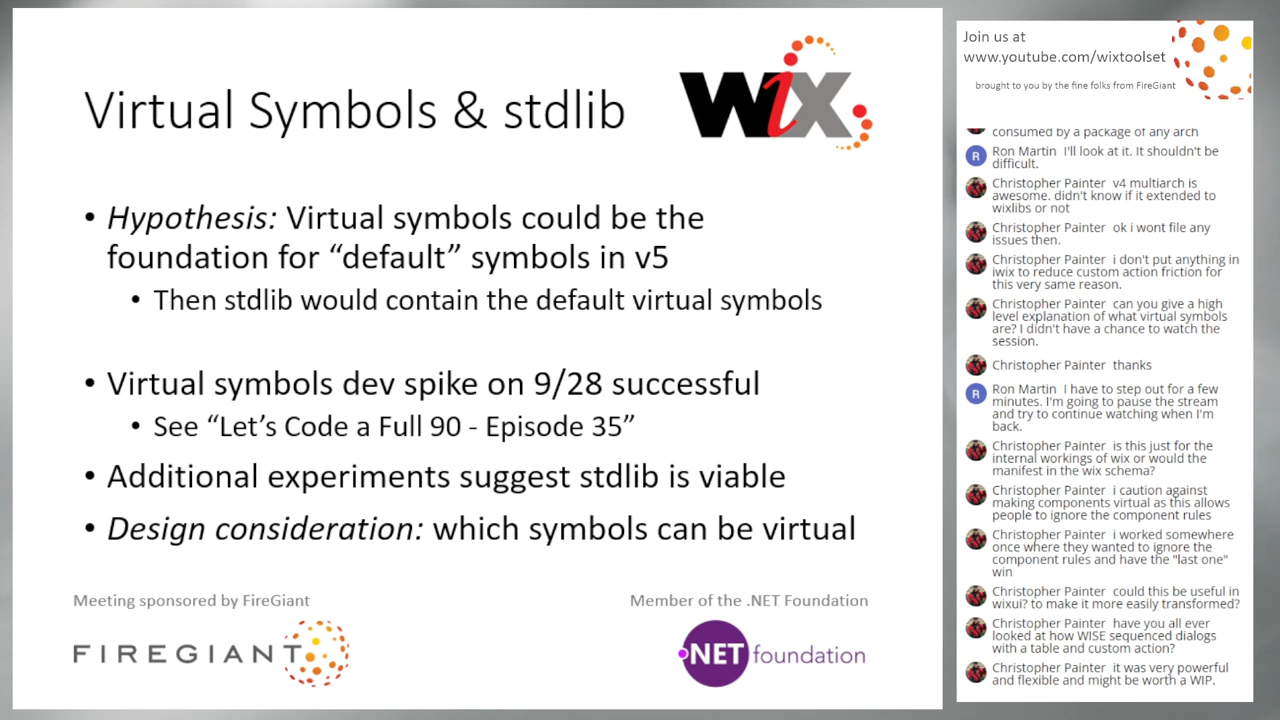 Virtual Symbols & stdlib
WiX
• Hypothesis: Virtual symbols could be the
foundation for “default” symbols in v5
• Then stdlib would contain the default virtual symbols
• Virtual symbols dev spike on 9/28 successful
• See “Let’s Code a Full 90 - Episode 35”
• Additional experiments suggest stdlib is viable
• Design consideration: which symbols can be virtual
Meeting sponsored by FireGiant
FIREGIANT
Member of the .NET Foundation
.NET foundation
Join us at
www.youtube.com/wixtoolset
brought to you by the fine folks from FireGiant
consumed by a package of any arch
R
Ron Martin I'll look at it. It shouldn't be
difficult.
Christopher Painter v4 multiarch is
awesome. didn't know if it extended to
wixlibs or not
Christopher Painter ok i wont file any
issues then.
Christopher Painter i don't put anything in
iwix to reduce custom action friction for
this very same reason.
Christopher Painter can you give a high
level explanation of what virtual symbols
are? I didn't have a chance to watch the
session.
Christopher Painter thanks
R
Ron Martin I have to step out for a few
minutes. I'm going to pause the stream
and try to continue watching when I'm
back.
Christopher Painter is this just for the
internal workings of wix or would the
manifest in the wix schema?
Christopher Painter i caution against
making components virtual as this allows
people to ignore the component rules
Christopher Painter i worked somewhere
once where they wanted to ignore the
component rules and have the "last one"
win
Christopher Painter could this be useful in
wixui? to make it more easily transformed?
Christopher Painter have you all ever
looked at how WISE sequenced dialogs
with a table and custom action?
Christopher Painter it was very powerful
and flexible and might be worth a WIP.